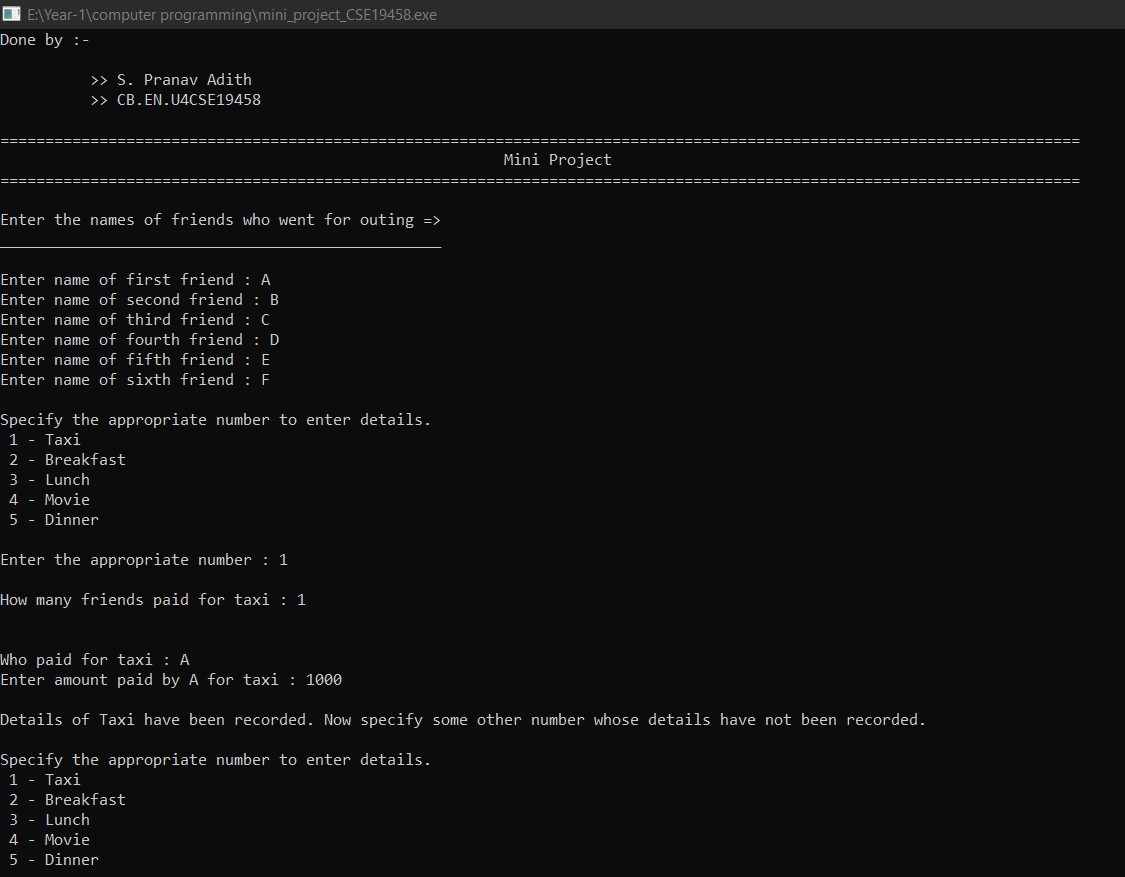 E:\Year-1\computer programming\mini_project_CSE19458.exe
Done by :-
>> S. Pranav Adith
>> CB.EN.U4CSE19458
========================================================================================================================
Mini Project
========================================================================================================================
Enter the names of friends who went for outing =>
_________________________________________________
Enter name of first friend : A
Enter name of second friend : B
Enter name of third friend : C
Enter name of fourth friend : D
Enter name of fifth friend : E
Enter name of sixth friend : F
Specify the appropriate number to enter details.
1 - Taxi
2 - Breakfast
3 - Lunch
4 - Movie
5 - Dinner
Enter the appropriate number : 1
How many friends paid for taxi : 1
Who paid for taxi : A
Enter amount paid by A for taxi : 1000
Details of Taxi have been recorded. Now specify some other number whose details have not been recorded.
Specify the appropriate number to enter details.
1 - Taxi
2 - Breakfast
3 - Lunch
4 - Movie
5 - Dinner